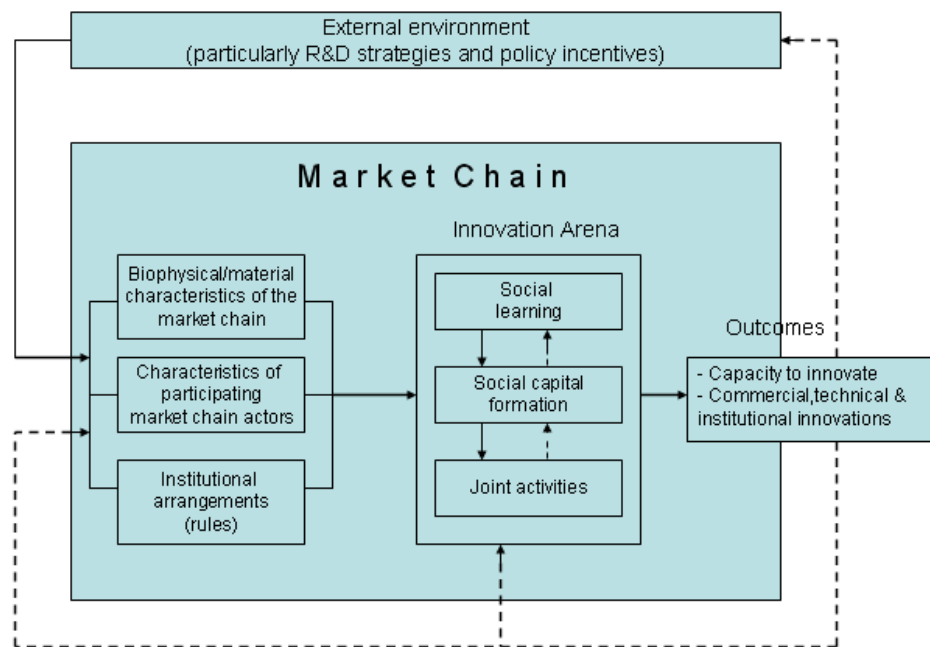 External environment
(particularly R&D strategies and policy incentives)
Market Chain
Innovation Arena
Biophysical/material
characteristics of the
market chain
Characteristics of
participating
market chain actors
Institutional
arrangements
(rules)
Social
learning
Social capital
formation
Joint activities
Outcomes
- Capacity to innovate
- Commercial,technical &
institutional innovations